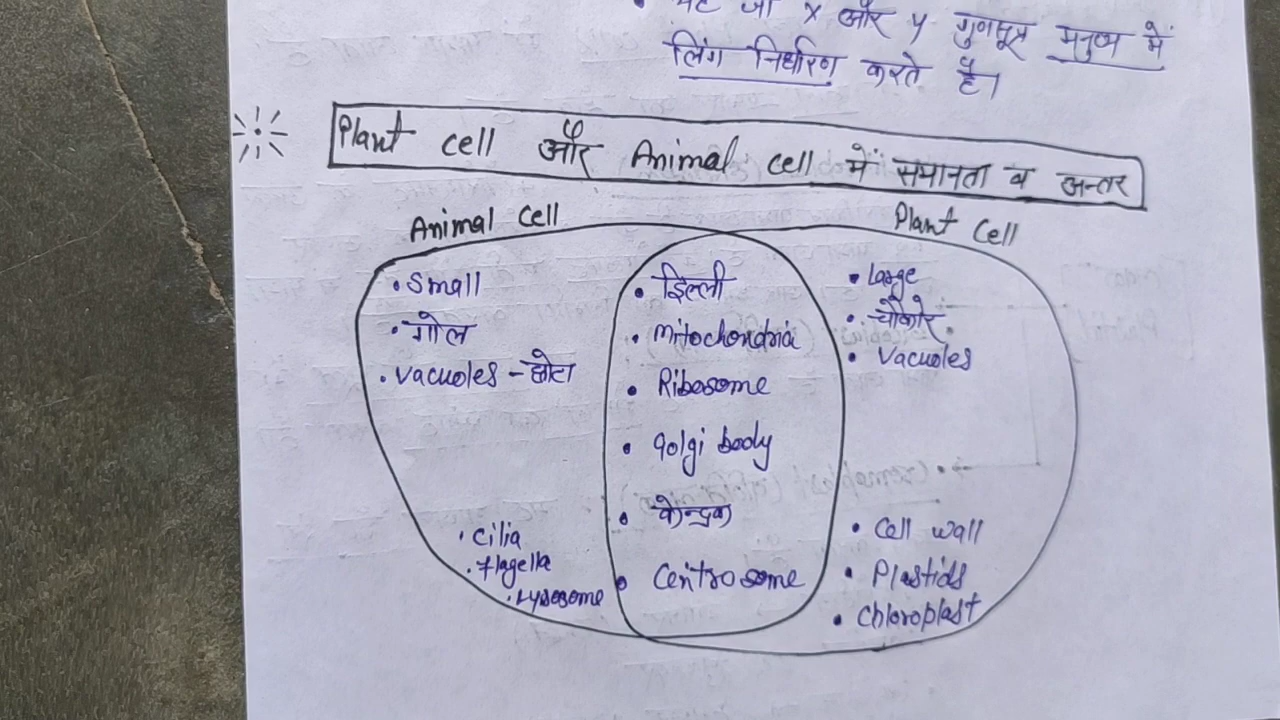 जो X और y गुणसूत्र मनुष्य में
लिंग निर्धारण करते हैं।
Plant cell और Animal cell में समानता व अन्तर
Animal Cell
Plant Cell
• Small
• गोल
• Vacuoles - छोटा
• Cilia
• Flagella
• Lysosome
• झिल्ली
• Mitochondria
• Ribosome
• Golgi body
• केन्द्रक
• Centrosome
• Large
• चौकोर
• Vacuoles
• Cell wall
• Plastids
• Chloroplast